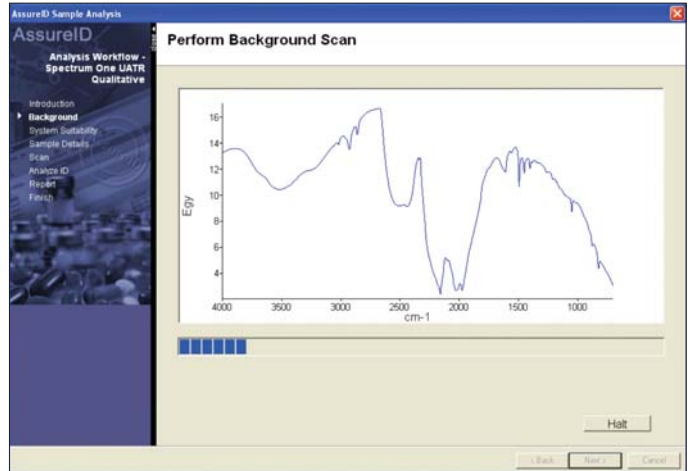 AssureID Sample Analysis
AssureID
Analysis Workflow -
Spectrum One UATR
Qualitative
Introduction
Background
System Suitability
Sample Details
Scan
Analyze ID
Report
Finish
Perform Background Scan
Egy
16
14
12
10
8
6
4
4000 3500 3000 2500 2000 1500 1000
cm-1
Halt
< Back Next > Cancel